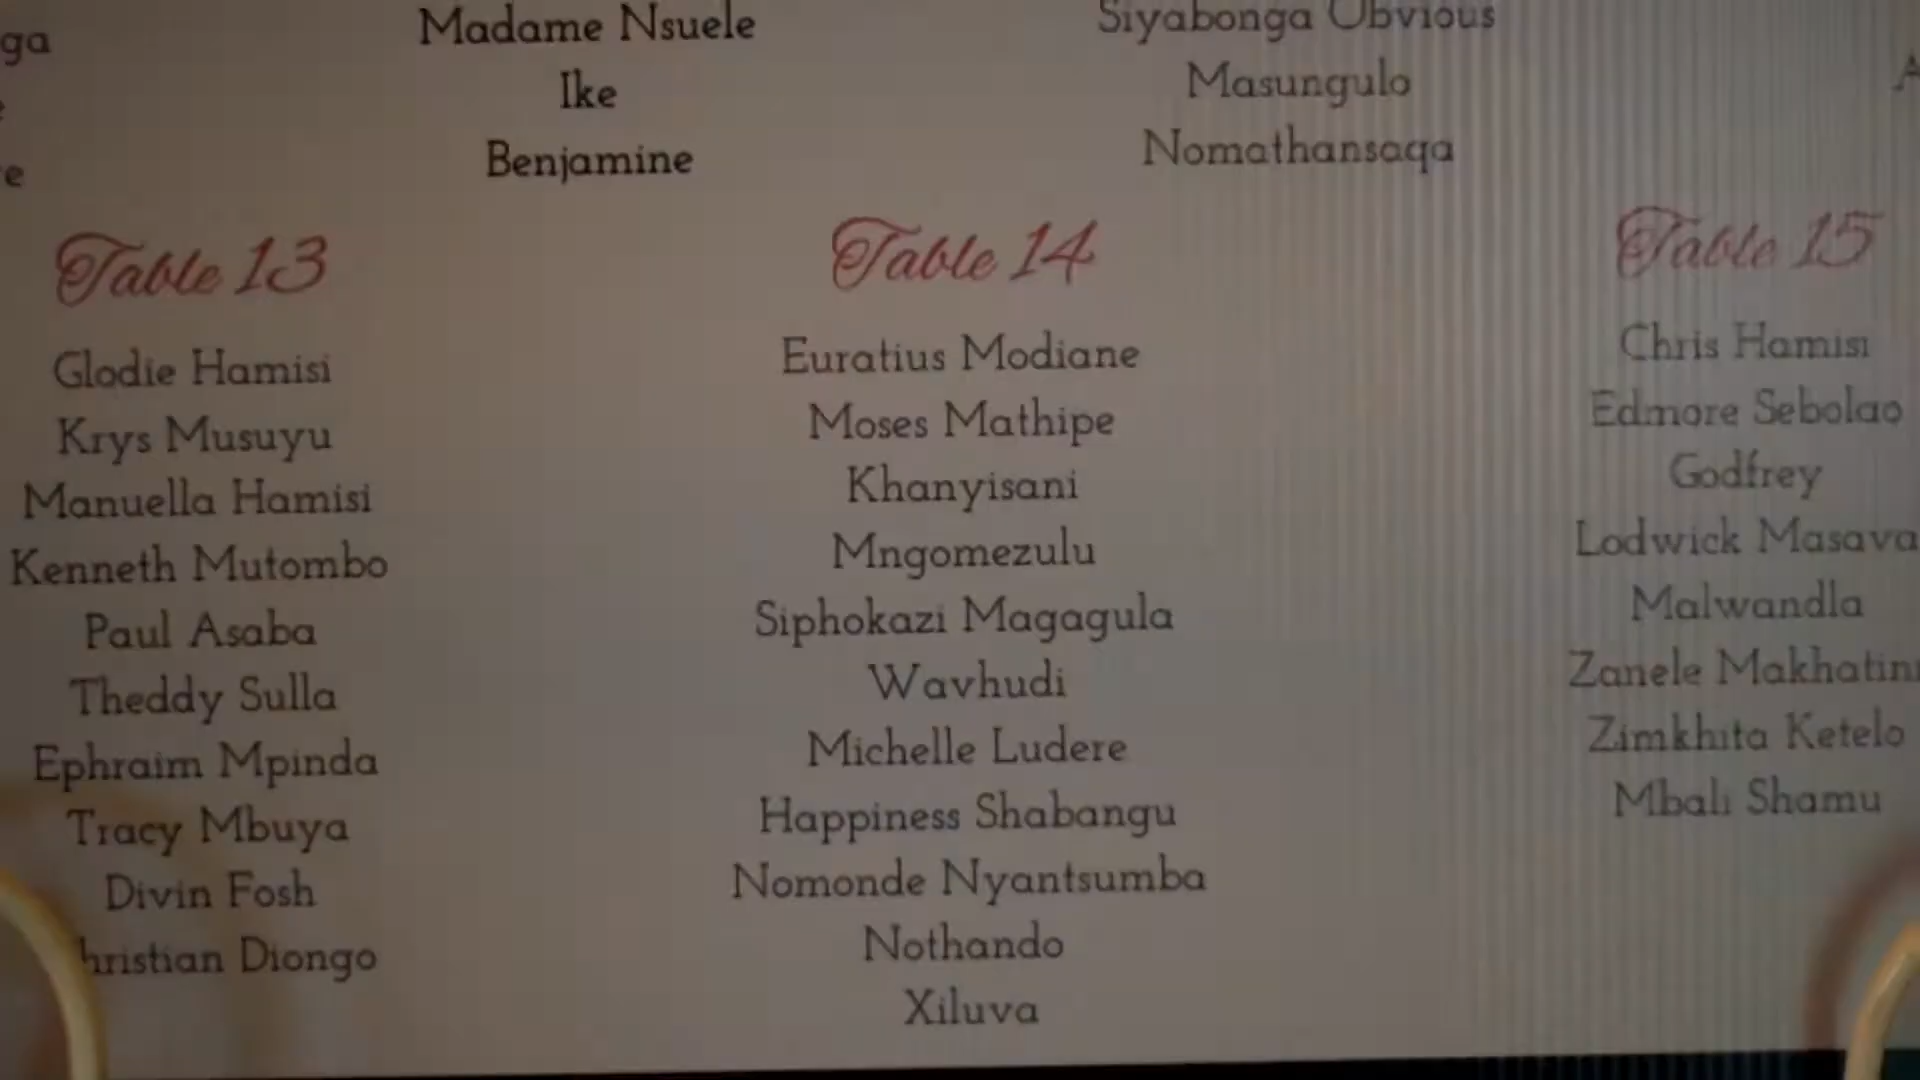 Madame Nsuele
Ike
Benjamine
Siyabonga Obvious
Masungulo
Nomathansaqa
Table 13
Glodie Hamisi
Krys Musuyu
Manuella Hamisi
Kenneth Mutombo
Paul Asaba
Theddy Sulla
Ephraim Mpinda
Tracy Mbuya
Divin Fosh
Diongo
Table 14
Euratius Modiane
Moses Mathipe
Khanyisani
Mngomezulu
Siphokazi Magagula
Wavhudi
Michelle Ludere
Happiness Shabangu
Nomonde Nyantsumba
Nothando
Xiluva
Table 15
Chris Hamisi
Edmore Sebolao
Godfrey
Lodwick
Malwandla
Zanele
Zimkhita Ketelo
Mbali Shamu